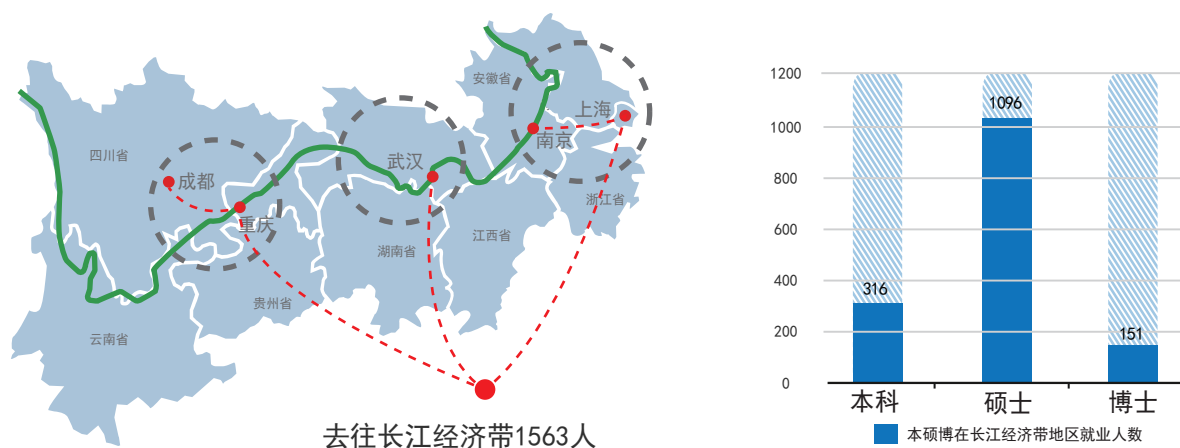 安徽省
上海
南京
四川省
武汉
成都
浙江省
重庆
江西省
湖南省
贵州省
云南省
去往长江经济带1563人
1200
1000
800
600
400
200
0
316
1096
151
本科
硕士
博士
本硕博在长江经济带地区就业人数